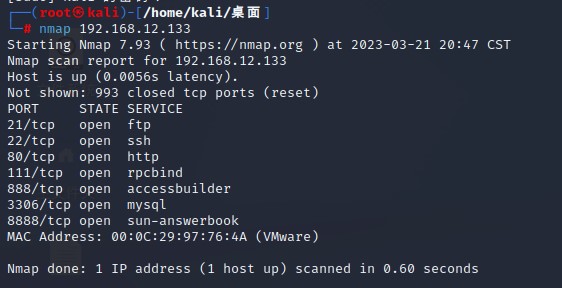 ┌──(root㉿kali)-[/home/kali/桌面]
└─# nmap 192.168.12.133
Starting Nmap 7.93 ( https://nmap.org ) at 2023-03-21 20:47 CST
Nmap scan report for 192.168.12.133
Host is up (0.0056s latency).
Not shown: 993 closed tcp ports (reset)
PORT     STATE SERVICE
21/tcp   open  ftp
22/tcp   open  ssh
80/tcp   open  http
111/tcp  open  rpcbind
888/tcp  open  accessbuilder
3306/tcp open  mysql
8888/tcp open  sun-answerbook
MAC Address: 00:0C:29:97:76:4A (VMware)
Nmap done: 1 IP address (1 host up) scanned in 0.60 seconds